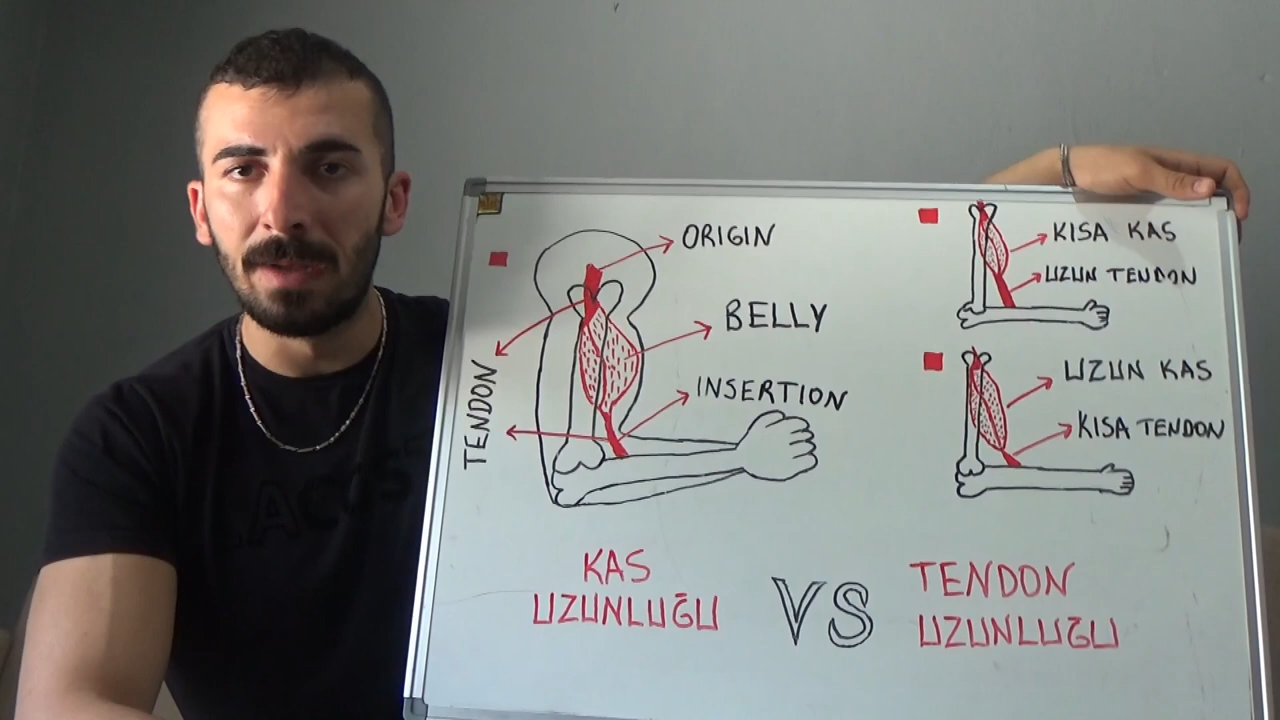 ORIGIN
BELLY
INSERTION
TENDON
KISA KAS
UZUN TENDON
UZUN KAS
KISA TENDON
KAS
UZUNLUĞU
VS
TENDON
UZUNLUĞU